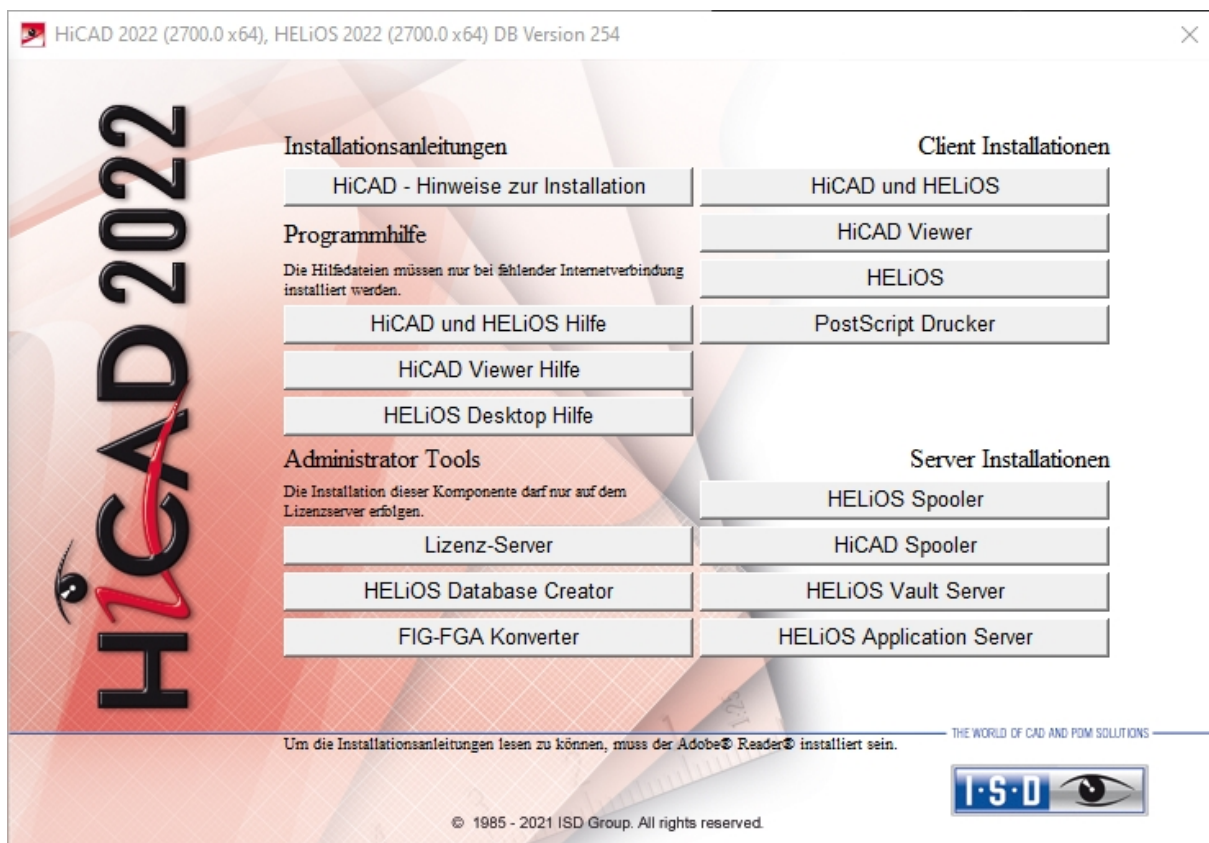 HiCAD 2022 (2700.0 x64), HELiOS 2022 (2700.0 x64) DB Version 254
HiCAD 2022
Installationsanleitungen
HiCAD - Hinweise zur Installation
Programmhilfe
Die Hilfedateien müssen nur bei fehlender Internetverbindung
installiert werden.
HiCAD und HELiOS Hilfe
HiCAD Viewer Hilfe
HELiOS Desktop Hilfe
Administrator Tools
Die Installation dieser Komponente darf nur auf dem
Lizenzserver erfolgen.
Lizenz-Server
HELiOS Database Creator
FIG-FGA Konverter
Client Installationen
HiCAD und HELiOS
HiCAD Viewer
HELiOS
PostScript Drucker
Server Installationen
HELiOS Spooler
HiCAD Spooler
HELiOS Vault Server
HELiOS Application Server
Um die Installationsanleitungen lesen zu können, muss der Adobe® Reader® installiert sein.
THE WORLD OF CAD AND PDM SOLUTIONS
I·S·D
© 1985 - 2021 ISD Group. All rights reserved.